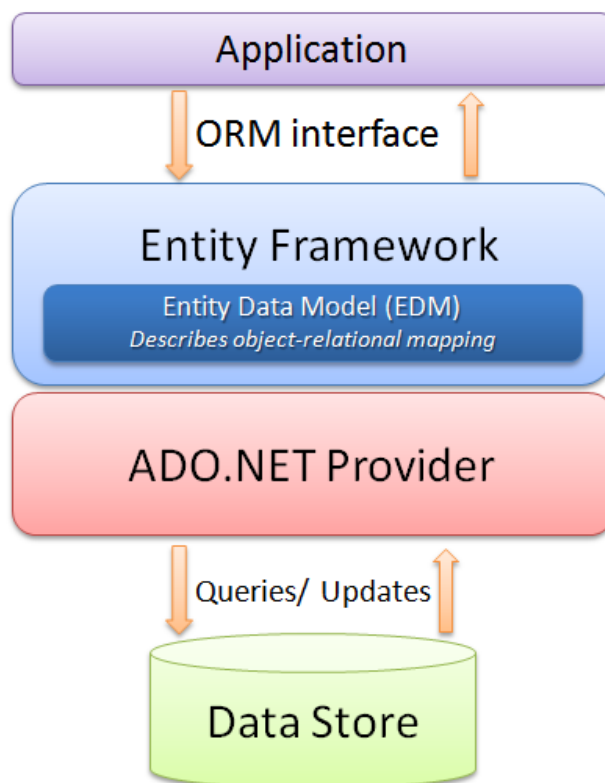 Application
ORM interface
Entity Framework
Entity Data Model (EDM)
Describes object-relational mapping
ADO.NET Provider
Queries/ Updates
Data Store